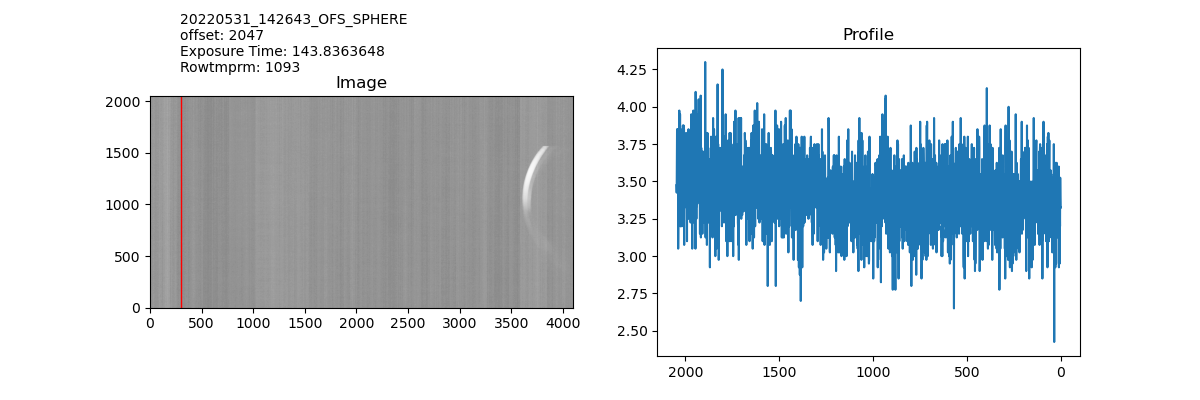 20220531_142643_OFS_SPHERE
offset: 2047
Exposure Time: 143.8363648
Rowtmprm: 1093
Image
2000
1500
1000
500
0
0 500 1000 1500 2000 2500 3000 3500 4000
Profile
4.25
4.00
3.75
3.50
3.25
3.00
2.75
2.50
2000 1500 1000 500 0